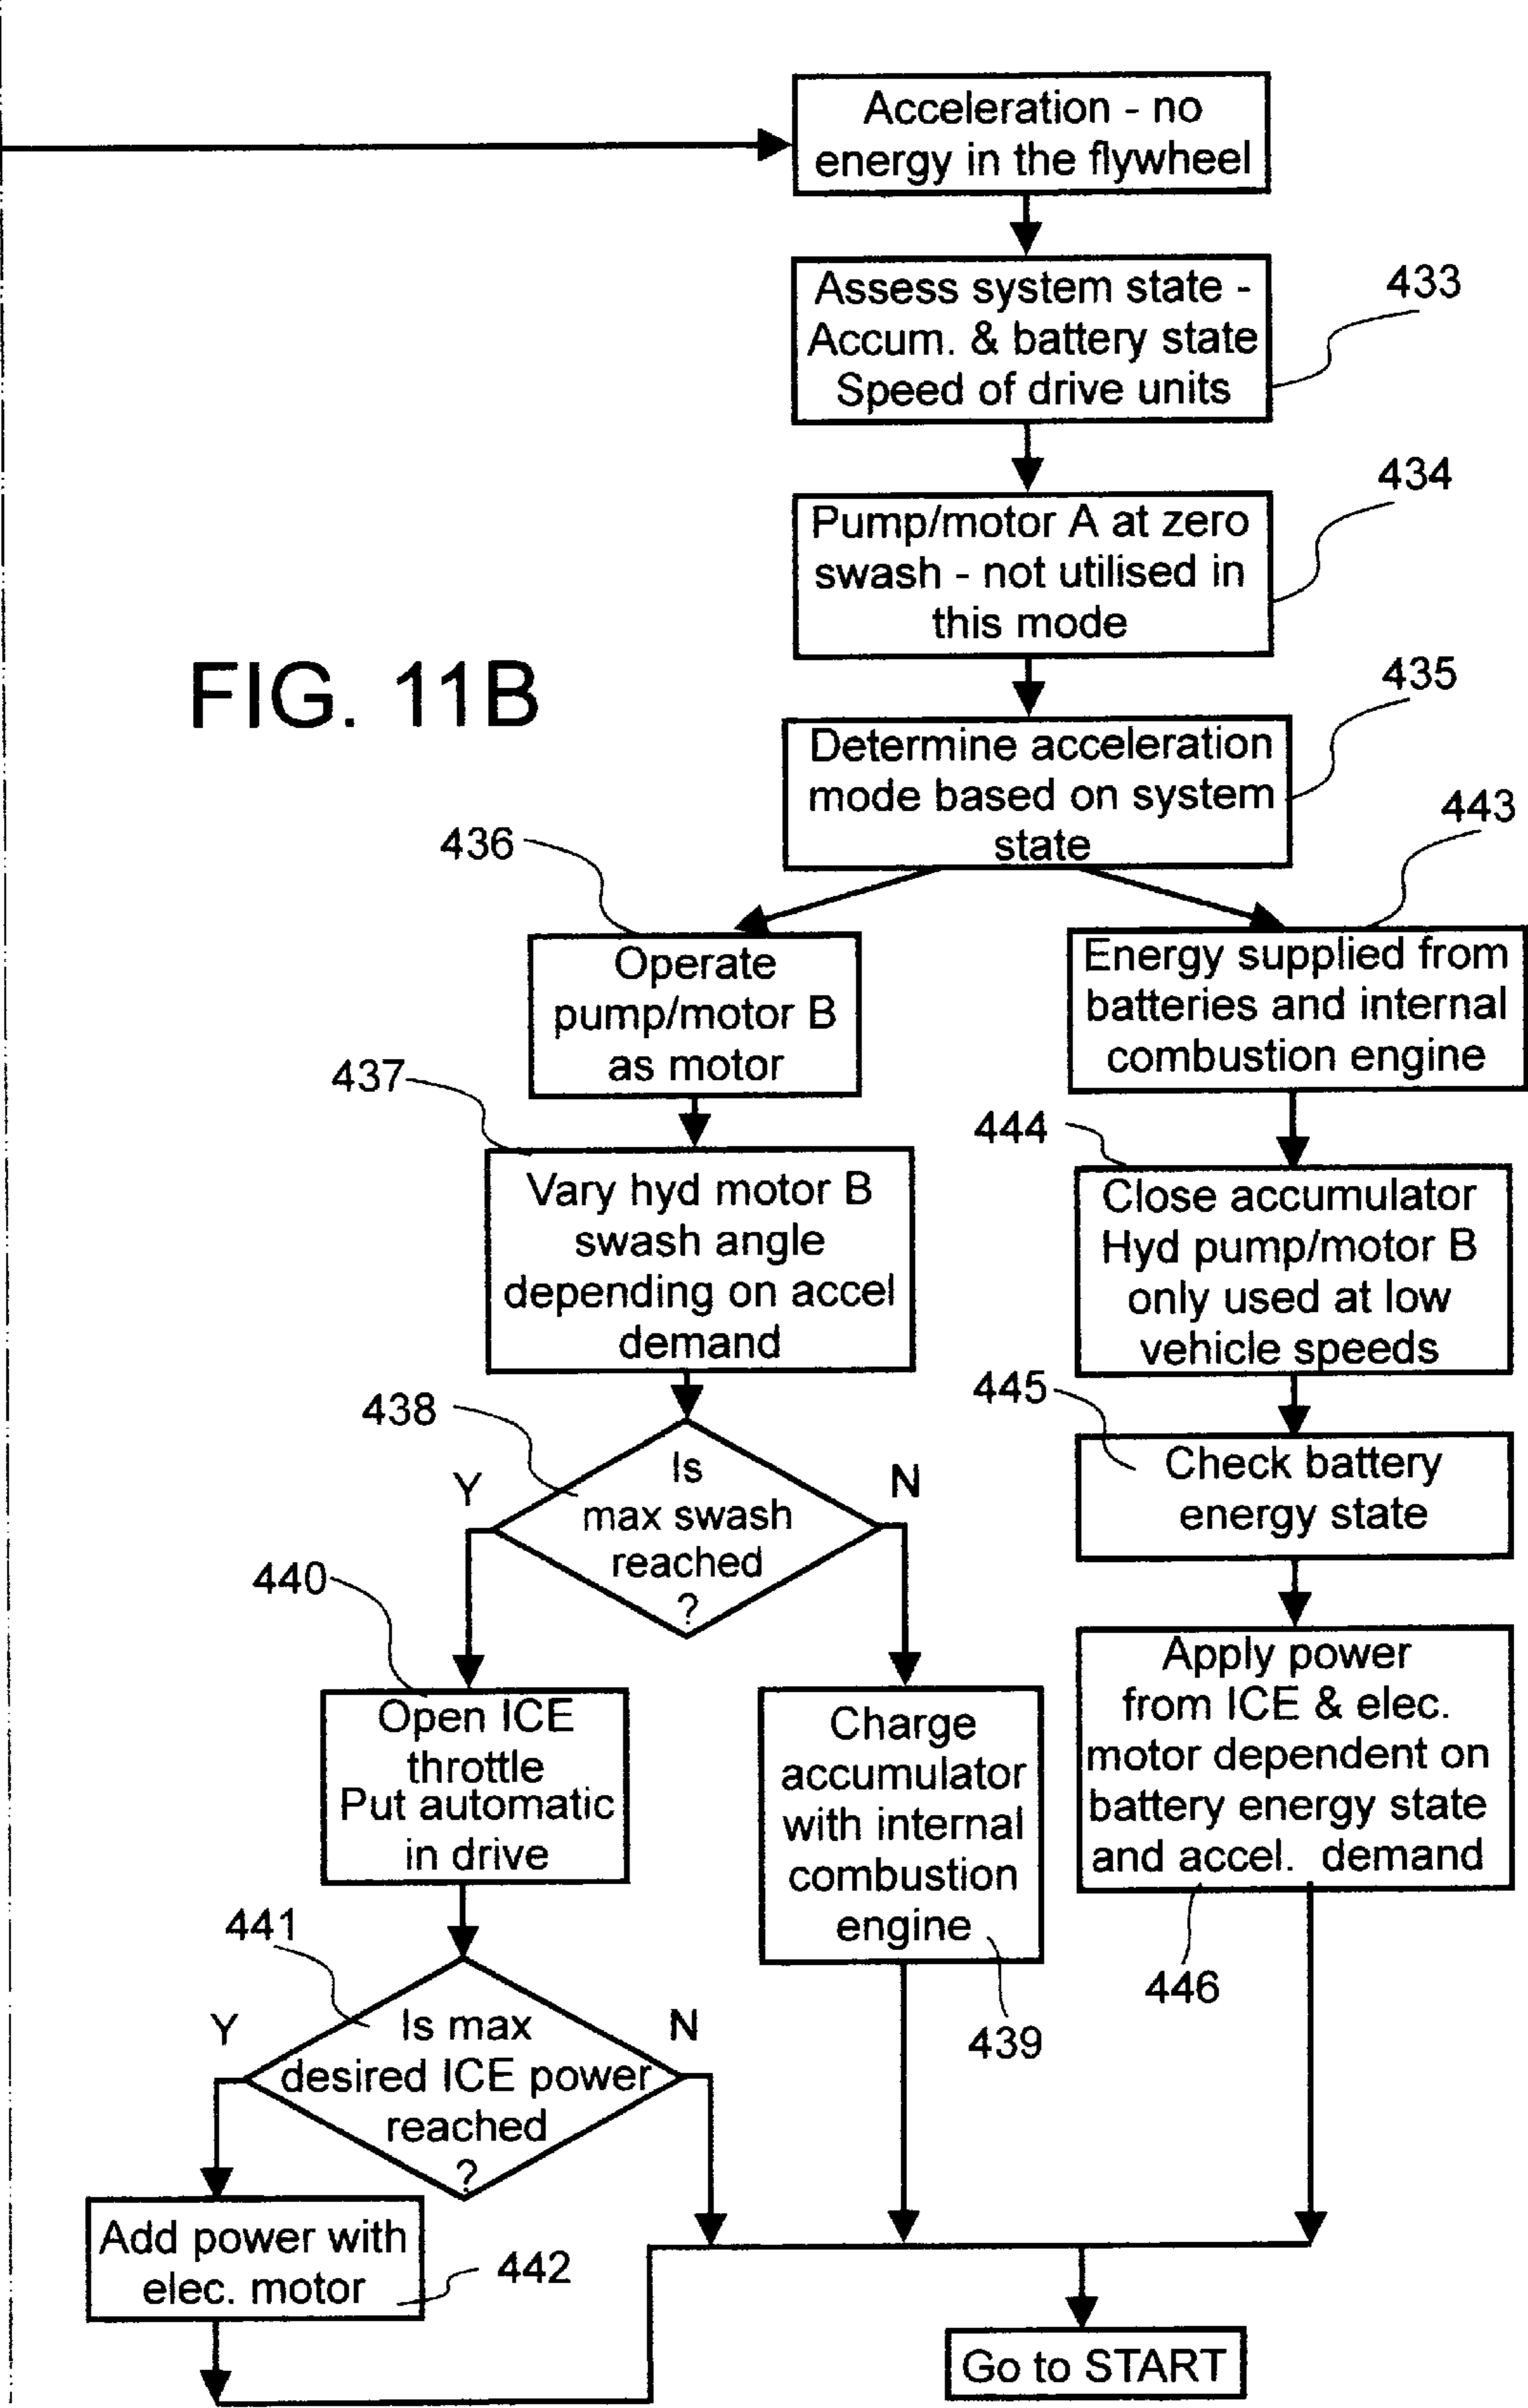 Acceleration - no
energy in the flywheel
Assess system state -
Accum. & battery state
Speed of drive units
433
Pump/motor A at zero
swash - not utilised in
this mode
434
FIG. 11B
Determine acceleration
mode based on system
state
435
436
Operate
pump/motor B
as motor
443
Energy supplied from
batteries and internal
combustion engine
437
Vary hyd motor B
swash angle
depending on accel
demand
444
Close accumulator
Hyd pump/motor B
only used at low
vehicle speeds
438
Is
max swash
reached
?
Y
N
445
Check battery
energy state
440
Open ICE
throttle
Put automatic
in drive
Charge
accumulator
with internal
combustion
engine
439
Apply power
from ICE & elec.
motor dependent on
battery energy state
and accel. demand
446
441
Is max
desired ICE power
reached
?
Y
N
Add power with
elec. motor
442
Go to START